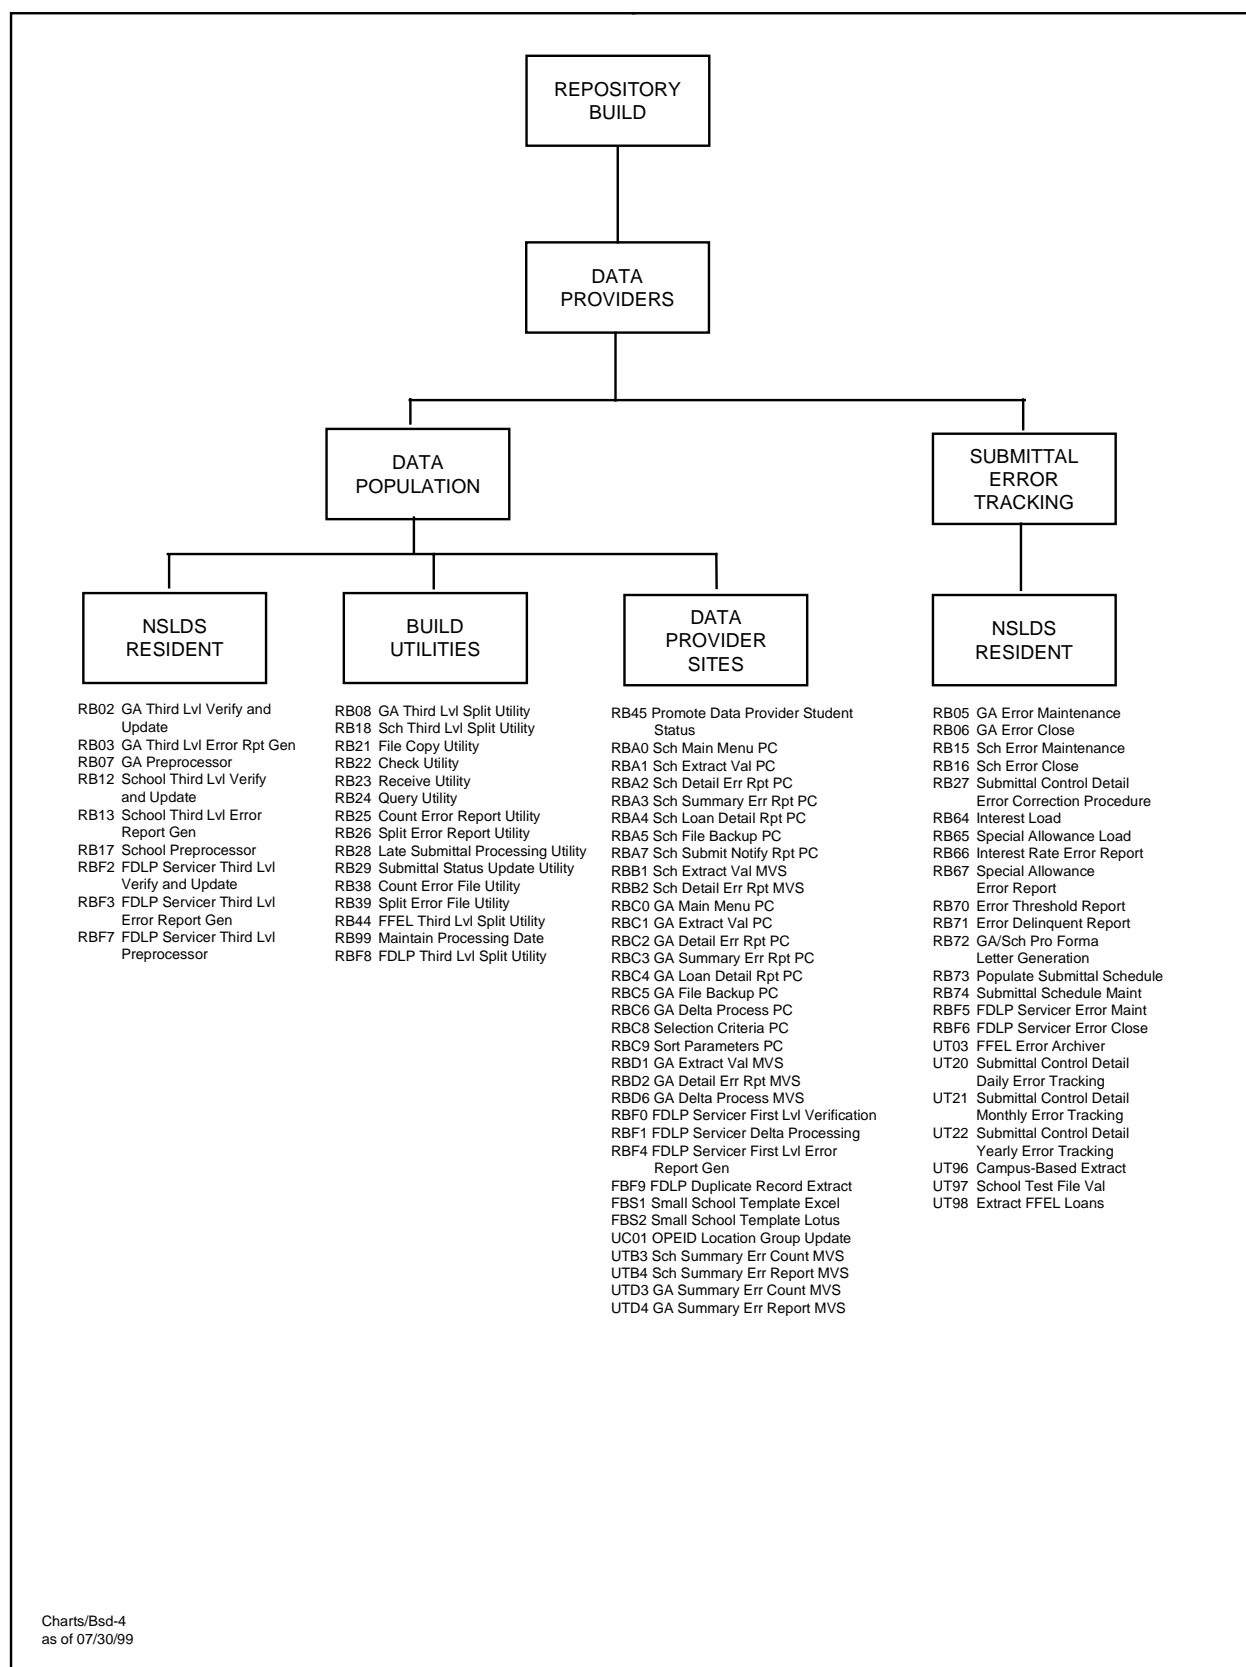 REPOSITORY
BUILD
DATA
PROVIDERS
DATA
POPULATION
SUBMITTAL
ERROR
TRACKING
NSLDS
RESIDENT
BUILD
UTILITIES
DATA
PROVIDER
SITES
NSLDS
RESIDENT
RB02 GA Third Lvl Verify and
Update
RB03 GA Third Lvl Error Rpt Gen
RB07 GA Preprocessor
RB12 School Third Lvl Verify
and Update
RB13 School Third Lvl Error
Report Gen
RB17 School Preprocessor
RBF2 FDLP Servicer Third Lvl
Verify and Update
RBF3 FDLP Servicer Third Lvl
Error Report Gen
RBF7 FDLP Servicer Third Lvl
Preprocessor
RB08 GA Third Lvl Split Utility
RB18 Sch Third Lvl Split Utility
RB21 File Copy Utility
RB22 Check Utility
RB23 Receive Utility
RB24 Query Utility
RB25 Count Error Report Utility
RB26 Split Error Report Utility
RB28 Late Submittal Processing Utility
RB29 Submittal Status Update Utility
RB38 Count Error File Utility
RB39 Split Error File Utility
RB44 FFEL Third Lvl Split Utility
RB99 Maintain Processing Date
RBF8 FDLP Third Lvl Split Utility
RB45 Promote Data Provider Student
Status
RBA0 Sch Main Menu PC
RBA1 Sch Extract Val PC
RBA2 Sch Detail Err Rpt PC
RBA3 Sch Summary Err Rpt PC
RBA4 Sch Loan Detail Rpt PC
RBA5 Sch File Backup PC
RBA7 Sch Submit Notify Rpt PC
RBB1 Sch Extract Val MVS
RBB2 Sch Detail Err Rpt MVS
RBC0 GA Main Menu PC
RBC1 GA Extract Val PC
RBC2 GA Detail Err Rpt PC
RBC3 GA Summary Err Rpt PC
RBC4 GA Loan Detail Rpt PC
RBC5 GA File Backup PC
RBC6 GA Delta Process PC
RBC8 Selection Criteria PC
RBC9 Sort Parameters PC
RBD1 GA Extract Val MVS
RBD2 GA Detail Err Rpt MVS
RBD6 GA Delta Process MVS
RBF0 FDLP Servicer First Lvl Verification
RBF1 FDLP Servicer Delta Processing
RBF4 FDLP Servicer First Lvl Error
Report Gen
FBF9 FDLP Duplicate Record Extract
FBS1 Small School Template Excel
FBS2 Small School Template Lotus
UC01 OPEID Location Group Update
UTB3 Sch Summary Err Count MVS
UTB4 Sch Summary Err Report MVS
UTD3 GA Summary Err Count MVS
UTD4 GA Summary Err Report MVS
RB05 GA Error Maintenance
RB06 GA Error Close
RB15 Sch Error Maintenance
RB16 Sch Error Close
RB27 Submittal Control Detail
Error Correction Procedure
RB64 Interest Load
RB65 Special Allowance Load
RB66 Interest Rate Error Report
RB67 Special Allowance
Error Report
RB70 Error Threshold Report
RB71 Error Delinquent Report
RB72 GA/Sch Pro Forma
Letter Generation
RB73 Populate Submittal Schedule
RB74 Submittal Schedule Maint
RBF5 FDLP Servicer Error Maint
RBF6 FDLP Servicer Error Close
UT03 FFEL Error Archiver
UT20 Submittal Control Detail
Daily Error Tracking
UT21 Submittal Control Detail
Monthly Error Tracking
UT22 Submittal Control Detail
Yearly Error Tracking
UT96 Campus-Based Extract
UT97 School Test File Val
UT98 Extract FFEL Loans
Charts/Bsd-4
as of 07/30/99